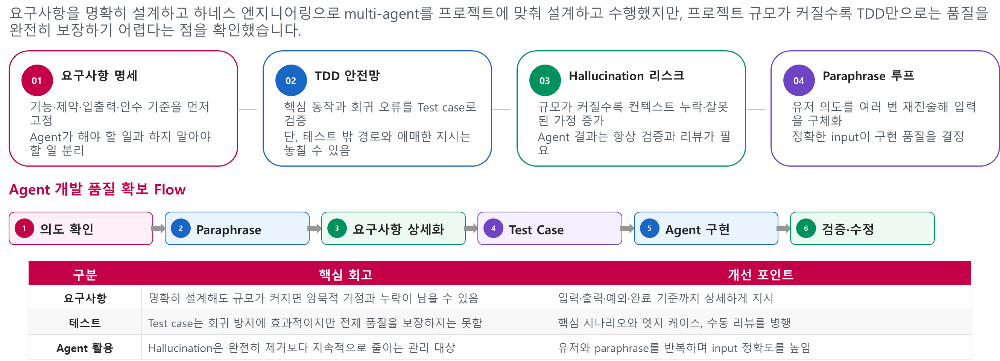 요구사항을 명확히 설계하고 하네스 엔지니어링으로 multi-agent를 프로젝트에 맞춰 설계하고 수행했지만, 프로젝트 규모가 커질수록 TDD만으로는 품질을
완전히 보장하기 어렵다는 점을 확인했습니다.
01 요구사항 명세
기능·제약·입출력·인수 기준을 먼저
고정
Agent가 해야 할 일과 하지 말아야
할 일 분리
02 TDD 안전망
핵심 동작과 회귀 오류를 Test case로
검증
단, 테스트 밖 경로와 애매한 지시는
놓칠 수 있음
03 Hallucination 리스크
규모가 커질수록 컨텍스트 누락·잘못
된 가정 증가
Agent 결과는 항상 검증과 리뷰가 필
요
04 Paraphrase 루프
유저 의도를 여러 번 재진술해 입력
을 구체화
정확한 input이 구현 품질을 결정
Agent 개발 품질 확보 Flow
1 의도 확인
2 Paraphrase
3 요구사항 상세화
4 Test Case
5 Agent 구현
6 검증·수정
구분 핵심 회고 개선 포인트
요구사항 명확히 설계해도 규모가 커지면 암묵적 가정과 누락이 남을 수 있음 입력·출력·예외·완료 기준까지 상세하게 지시
테스트 Test case는 회귀 방지에 효과적이지만 전체 품질을 보장하지는 못함 핵심 시나리오와 엣지 케이스, 수동 리뷰를 병행
Agent 활용 Hallucination은 완전히 제거보다 지속적으로 줄이는 관리 대상 유저와 paraphrase를 반복하며 input 정확도를 높임